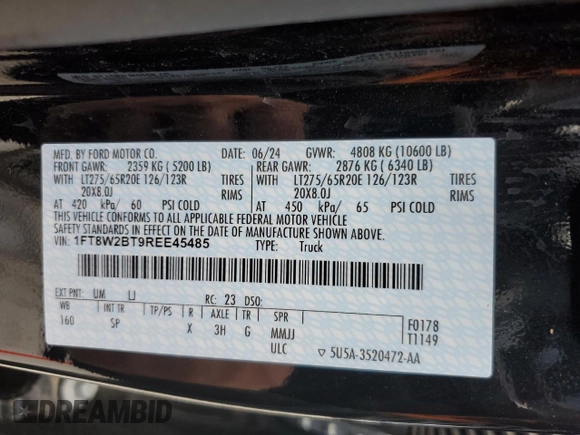 MFD. BY FORD MOTOR CO. DATE: 06/24 GVWR: 4808 KG (10600 LB)
FRONT GAWR: 2359 KG (5200 LB) REAR GAWR: 2876 KG (6340 LB)
WITH LT275/65R20E 126/123R TIRES WITH LT275/65R20E 126/123R TIRES
20X8.0J RIMS 20X8.0J RIMS
AT 420 kPa/ 60 PSI COLD AT 450 kPa/ 65 PSI COLD
THIS VEHICLE CONFORMS TO ALL APPLICABLE FEDERAL MOTOR VEHICLE
SAFETY STANDARDS IN EFFECT ON THE DATE OF MANUFACTURE SHOWN ABOVE.
VIN: 1FT8W2BT9REE45485 TYPE: Truck
EXT PNT: UM RC: 23 DSO:
WB INT TR TP/PS R AXLE TR SPR
160 SP X 3H G MMJJ
ULC
F0178
T1149
5U5A-3520472-AA
DREAMBID